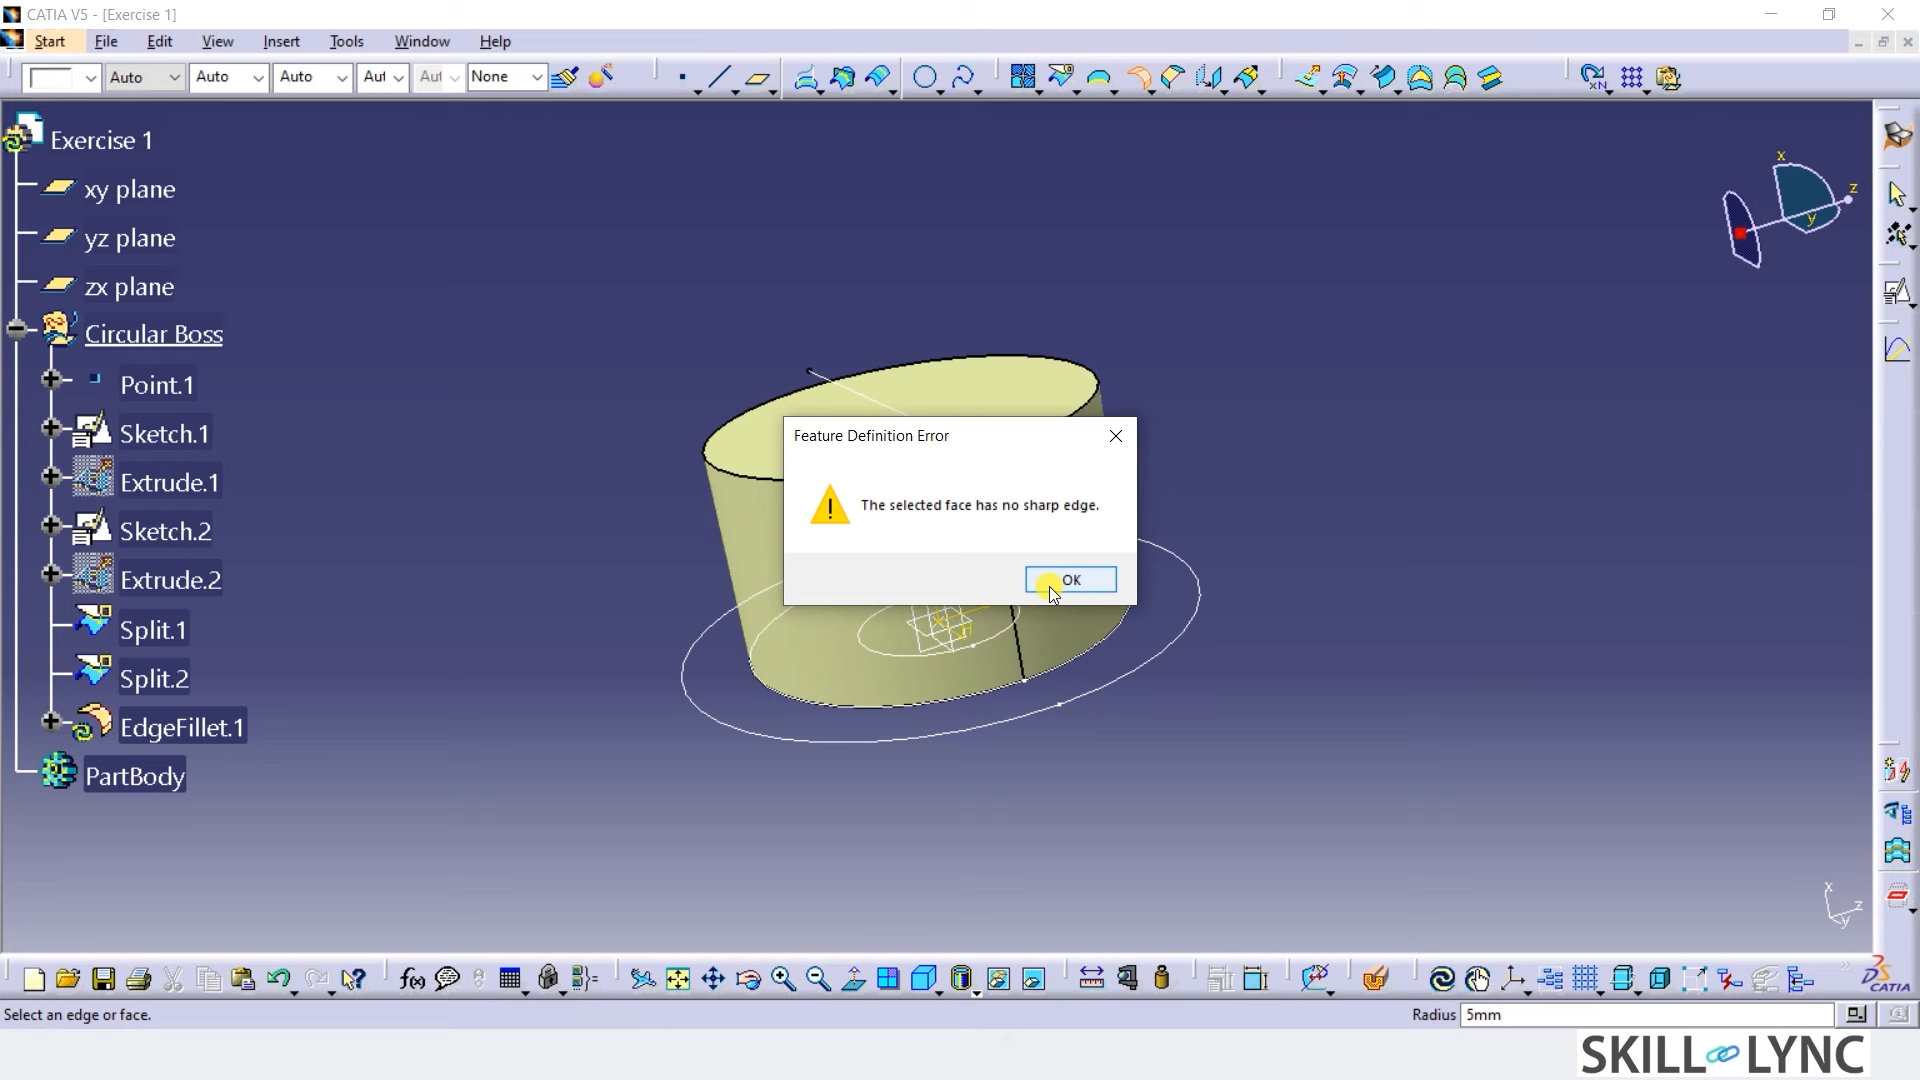 CATIA V5 - [Exercise 1]
Start File Edit View Insert Tools Window Help
Auto Auto Auto Aut Aut None
Exercise 1
xy plane
yz plane
zx plane
Circular Boss
Point.1
Sketch.1
Extrude.1
Sketch.2
Extrude.2
Split.1
Split.2
EdgeFillet.1
PartBody
x
z
y
Feature Definition Error
The selected face has no sharp edge.
OK
x
z
y
CATIA
Select an edge or face.
Radius 5mm
SKILL LYNC